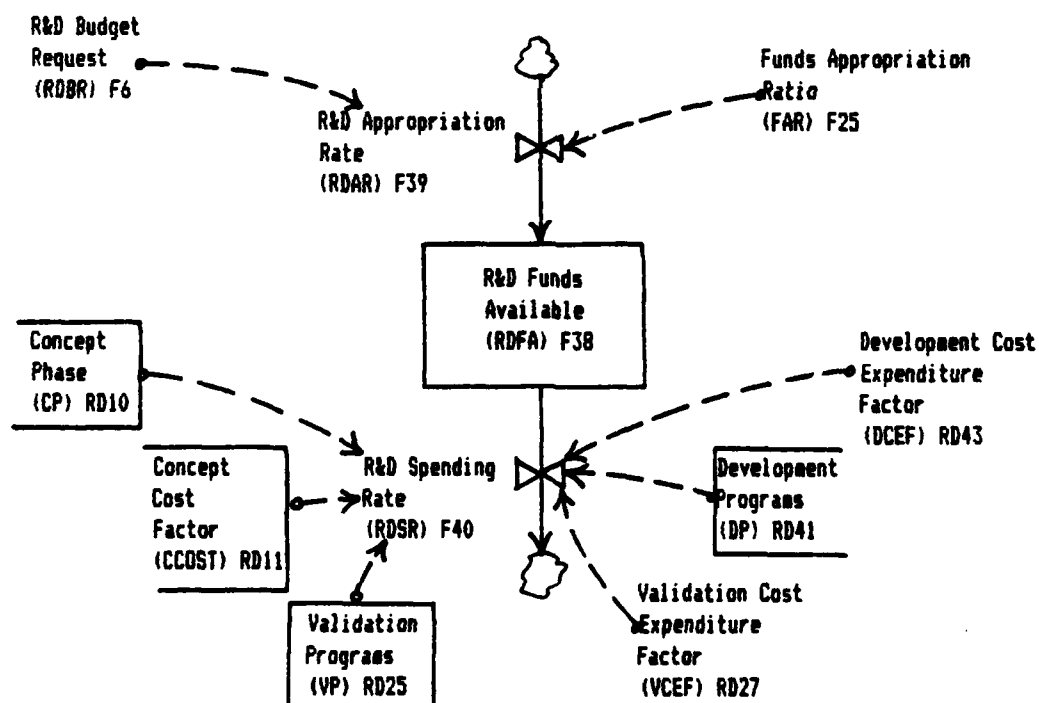 R&D Budget
Request
(RDBR) F6
Funds Appropriation
Ratio
(FAR) F25
R&D Appropriation
Rate
(RDAR) F39
R&D Funds
Available
(RDFA) F38
Concept
Phase
(CP) RD10
Development Cost
Expenditure
Factor
(DCEF) RD43
Concept
Cost
Factor
(CCOST) RD11
R&D Spending
Rate
(RDSR) F40
Development
Programs
(DP) RD41
Validation
Programs
(VP) RD25
Validation Cost
Expenditure
Factor
(VCEF) RD27